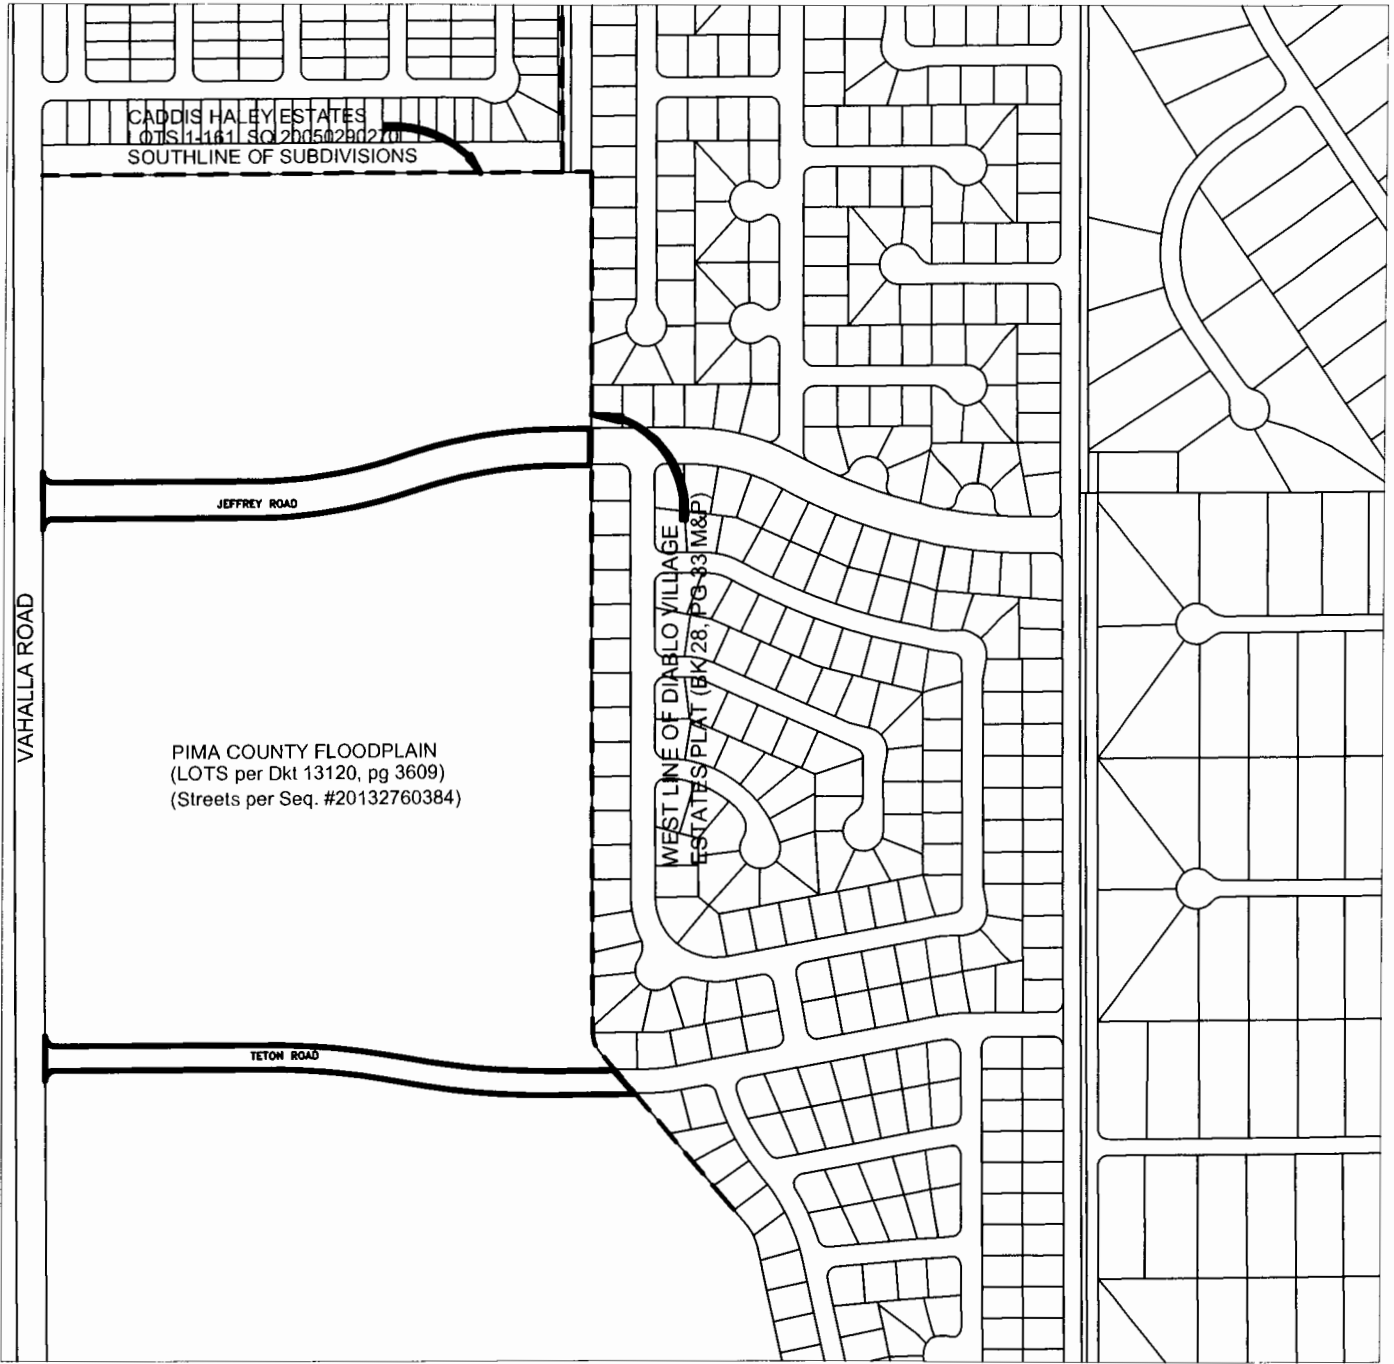 CADDIS HALEY ESTATES
LOTS 1-161 SQ 20050290270
SOUTHLINE OF SUBDIVISIONS
JEFFREY ROAD
WEST LINE OF DIABLO VILLAGE
ESTATES PLAT (BK 28, PG 33 M&P)
VAHALLA ROAD
PIMA COUNTY FLOODPLAIN
(LOTS per Dkt 13120, pg 3609)
(Streets per Seq. #20132760384)
TETON ROAD